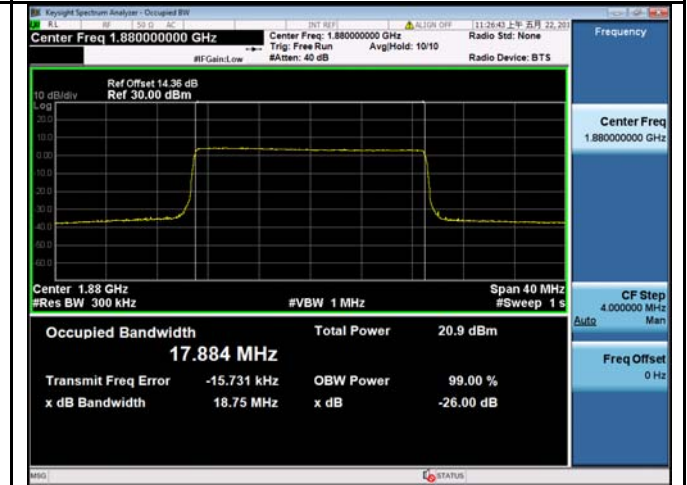 Keysight Spectrum Analyzer - Occupied BW
RL RF 50 Ω AC INT REF ALIGN OFF 11:26:43 上午 五月 22, 201
Center Freq 1.880000000 GHz
Center Freq: 1.880000000 GHz
Radio Std: None
Trig: Free Run Avg|Hold: 10/10
#IFGain:Low #Atten: 40 dB Radio Device: BTS
Frequency
Ref Offset 14.36 dB
10 dB/div Ref 30.00 dBm
Log
20.0
10.0
0.00
10.0
20.0
30.0
40.0
50.0
60.0
Center 1.88 GHz Span 40 MHz
#Res BW 300 kHz #VBW 1 MHz #Sweep 1 s
Occupied Bandwidth Total Power 20.9 dBm
17.884 MHz
Transmit Freq Error -15.731 kHz OBW Power 99.00 %
x dB Bandwidth 18.75 MHz x dB -26.00 dB
Center Freq
1.880000000 GHz
CF Step
4.000000 MHz
Auto Man
Freq Offset
0 Hz
MSG STATUS